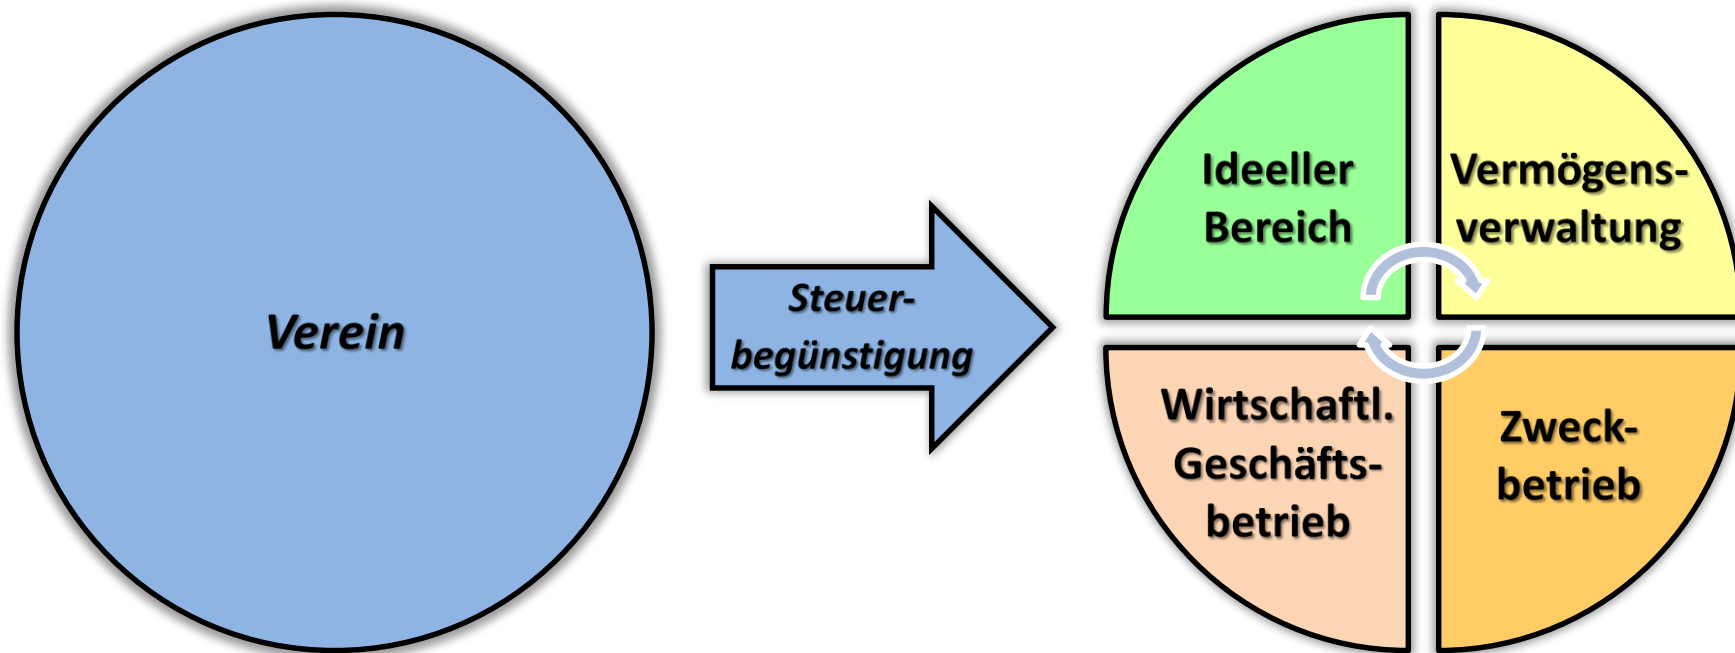 Verein
Steuer-
begünstigung
Ideeller
Bereich
Vermögens-
verwaltung
Wirtschaftl.
Geschäfts-
betrieb
Zweck-
betrieb